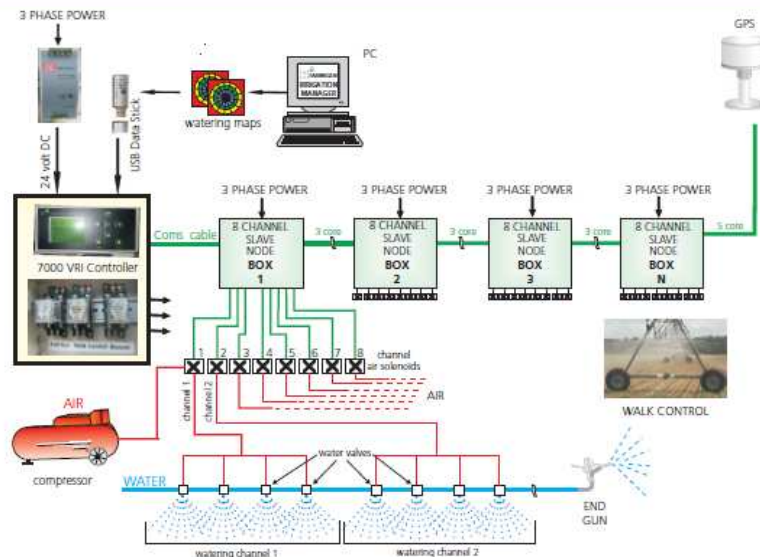 3 PHASE POWER
GPS
PC
IRRIGATION
MANAGER
watering maps
24 volt DC
USB Data Stick
3 PHASE POWER
3 PHASE POWER
3 PHASE POWER
3 PHASE POWER
8 CHANNEL
SLAVE
NODE
BOX
1
8 CHANNEL
SLAVE
NODE
BOX
2
8 CHANNEL
SLAVE
NODE
BOX
3
8 CHANNEL
SLAVE
NODE
BOX
N
Coms cable
3 core
3 core
3 core
5 core
7000 VRI Controller
1
2
3
4
5
6
7
8
channel
air solenoids
channel 1
channel 2
AIR
AIR
WALK CONTROL
compressor
water valves
WATER
END
GUN
watering channel 1
watering channel 2